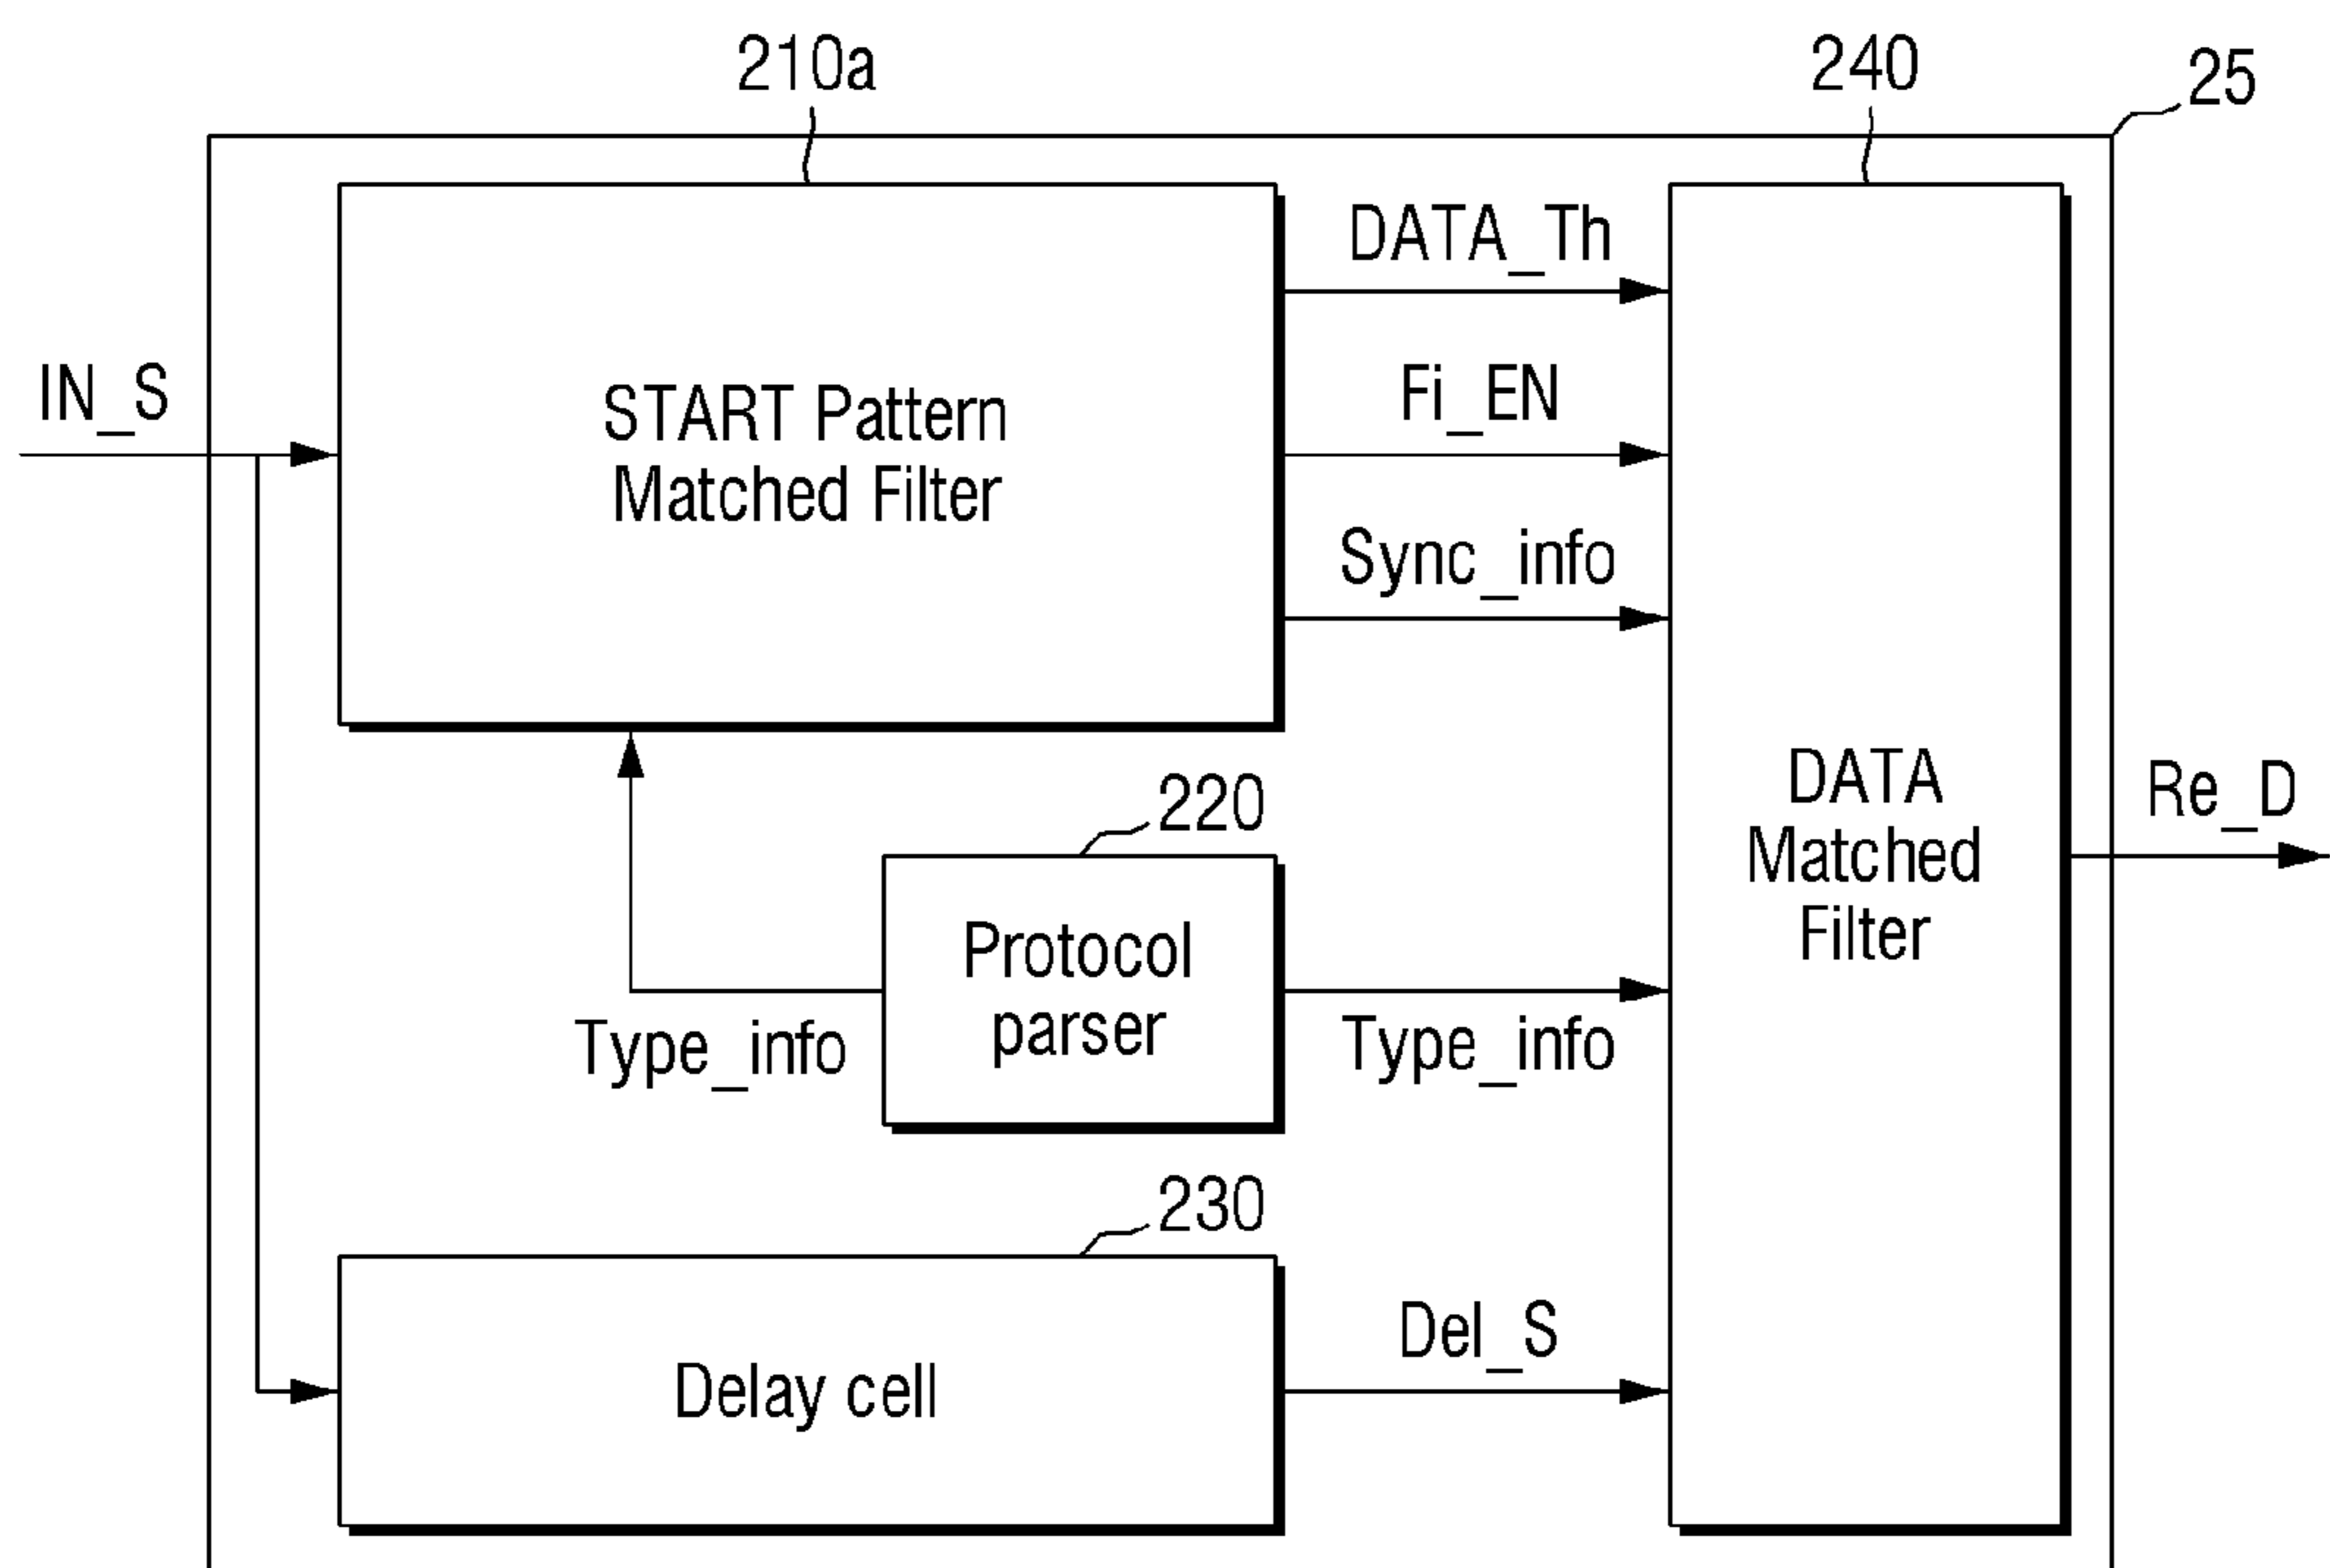 210a
240
25
DATA_Th
IN_S
START Pattern
Matched Filter
Fi_EN
Sync_info
220
DATA
Matched
Filter
Re_D
Protocol
parser
Type_info
Type_info
230
Delay cell
Del_S